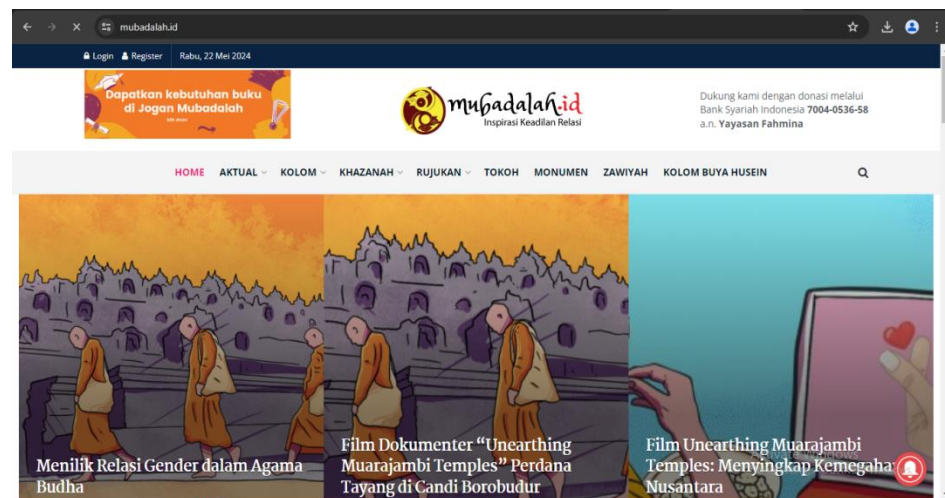 mubadalah.id
Login Register Rabu, 22 Mei 2024
Dapatkan kebutuhan buku
di Jogan Mubadalah
mubadalah.id
Inspirasi Keadilan Relasi
Dukung kami dengan donasi melalui
Bank Syariah Indonesia 7004-0536-58
a.n. Yayasan Fahmina
HOME AKTUAL KOLOM KHAZANAH RUJUKAN TOKOH MONUMEN ZAWIYAH KOLOM BUYA HUSEIN
Menilik Relasi Gender dalam Agama
Budha
Film Dokumenter “Unearthing
Muarajambi Temples” Perdana
Tayang di Candi Borobudur
Film Unearthing Muarajambi
Temples: Menyingkap Kemegaha
Nusantara